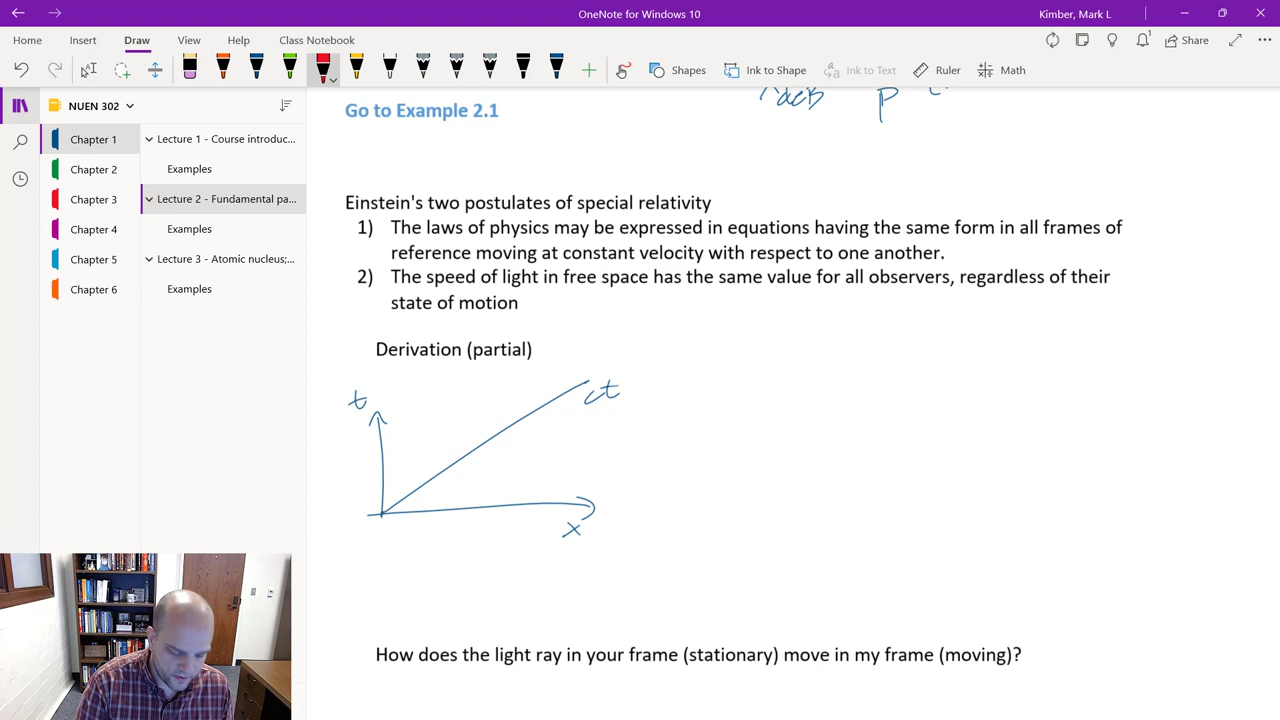 OneNote for Windows 10
Kimber, Mark L
Home
Insert
Draw
View
Help
Class Notebook
Share
Shapes
Ink to Shape
Ink to Text
Ruler
Math
NUEN 302
Chapter 1
Chapter 2
Chapter 3
Chapter 4
Chapter 5
Chapter 6
Lecture 1 - Course introduc...
Examples
Lecture 2 - Fundamental pa...
Examples
Lecture 3 - Atomic nucleus;...
Examples
Go to Example 2.1
Einstein's two postulates of special relativity
1) The laws of physics may be expressed in equations having the same form in all frames of
reference moving at constant velocity with respect to one another.
2) The speed of light in free space has the same value for all observers, regardless of their
state of motion
Derivation (partial)
t
ct
x
How does the light ray in your frame (stationary) move in my frame (moving)?